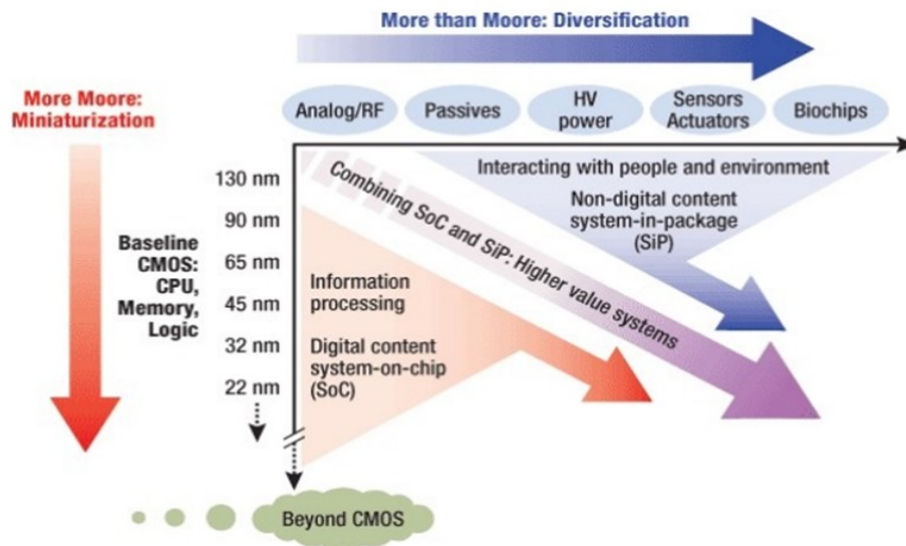 More than Moore: Diversification
More Moore:
Miniaturization
Analog/RF
Passives
HV
power
Sensors
Actuators
Biochips
130 nm
90 nm
65 nm
45 nm
32 nm
22 nm
Baseline
CMOS:
CPU,
Memory,
Logic
Interacting with people and environment
Non-digital content
system-in-package
(SiP)
Combining SoC and SiP: Higher value systems
Information
processing
Digital content
system-on-chip
(SoC)
Beyond CMOS